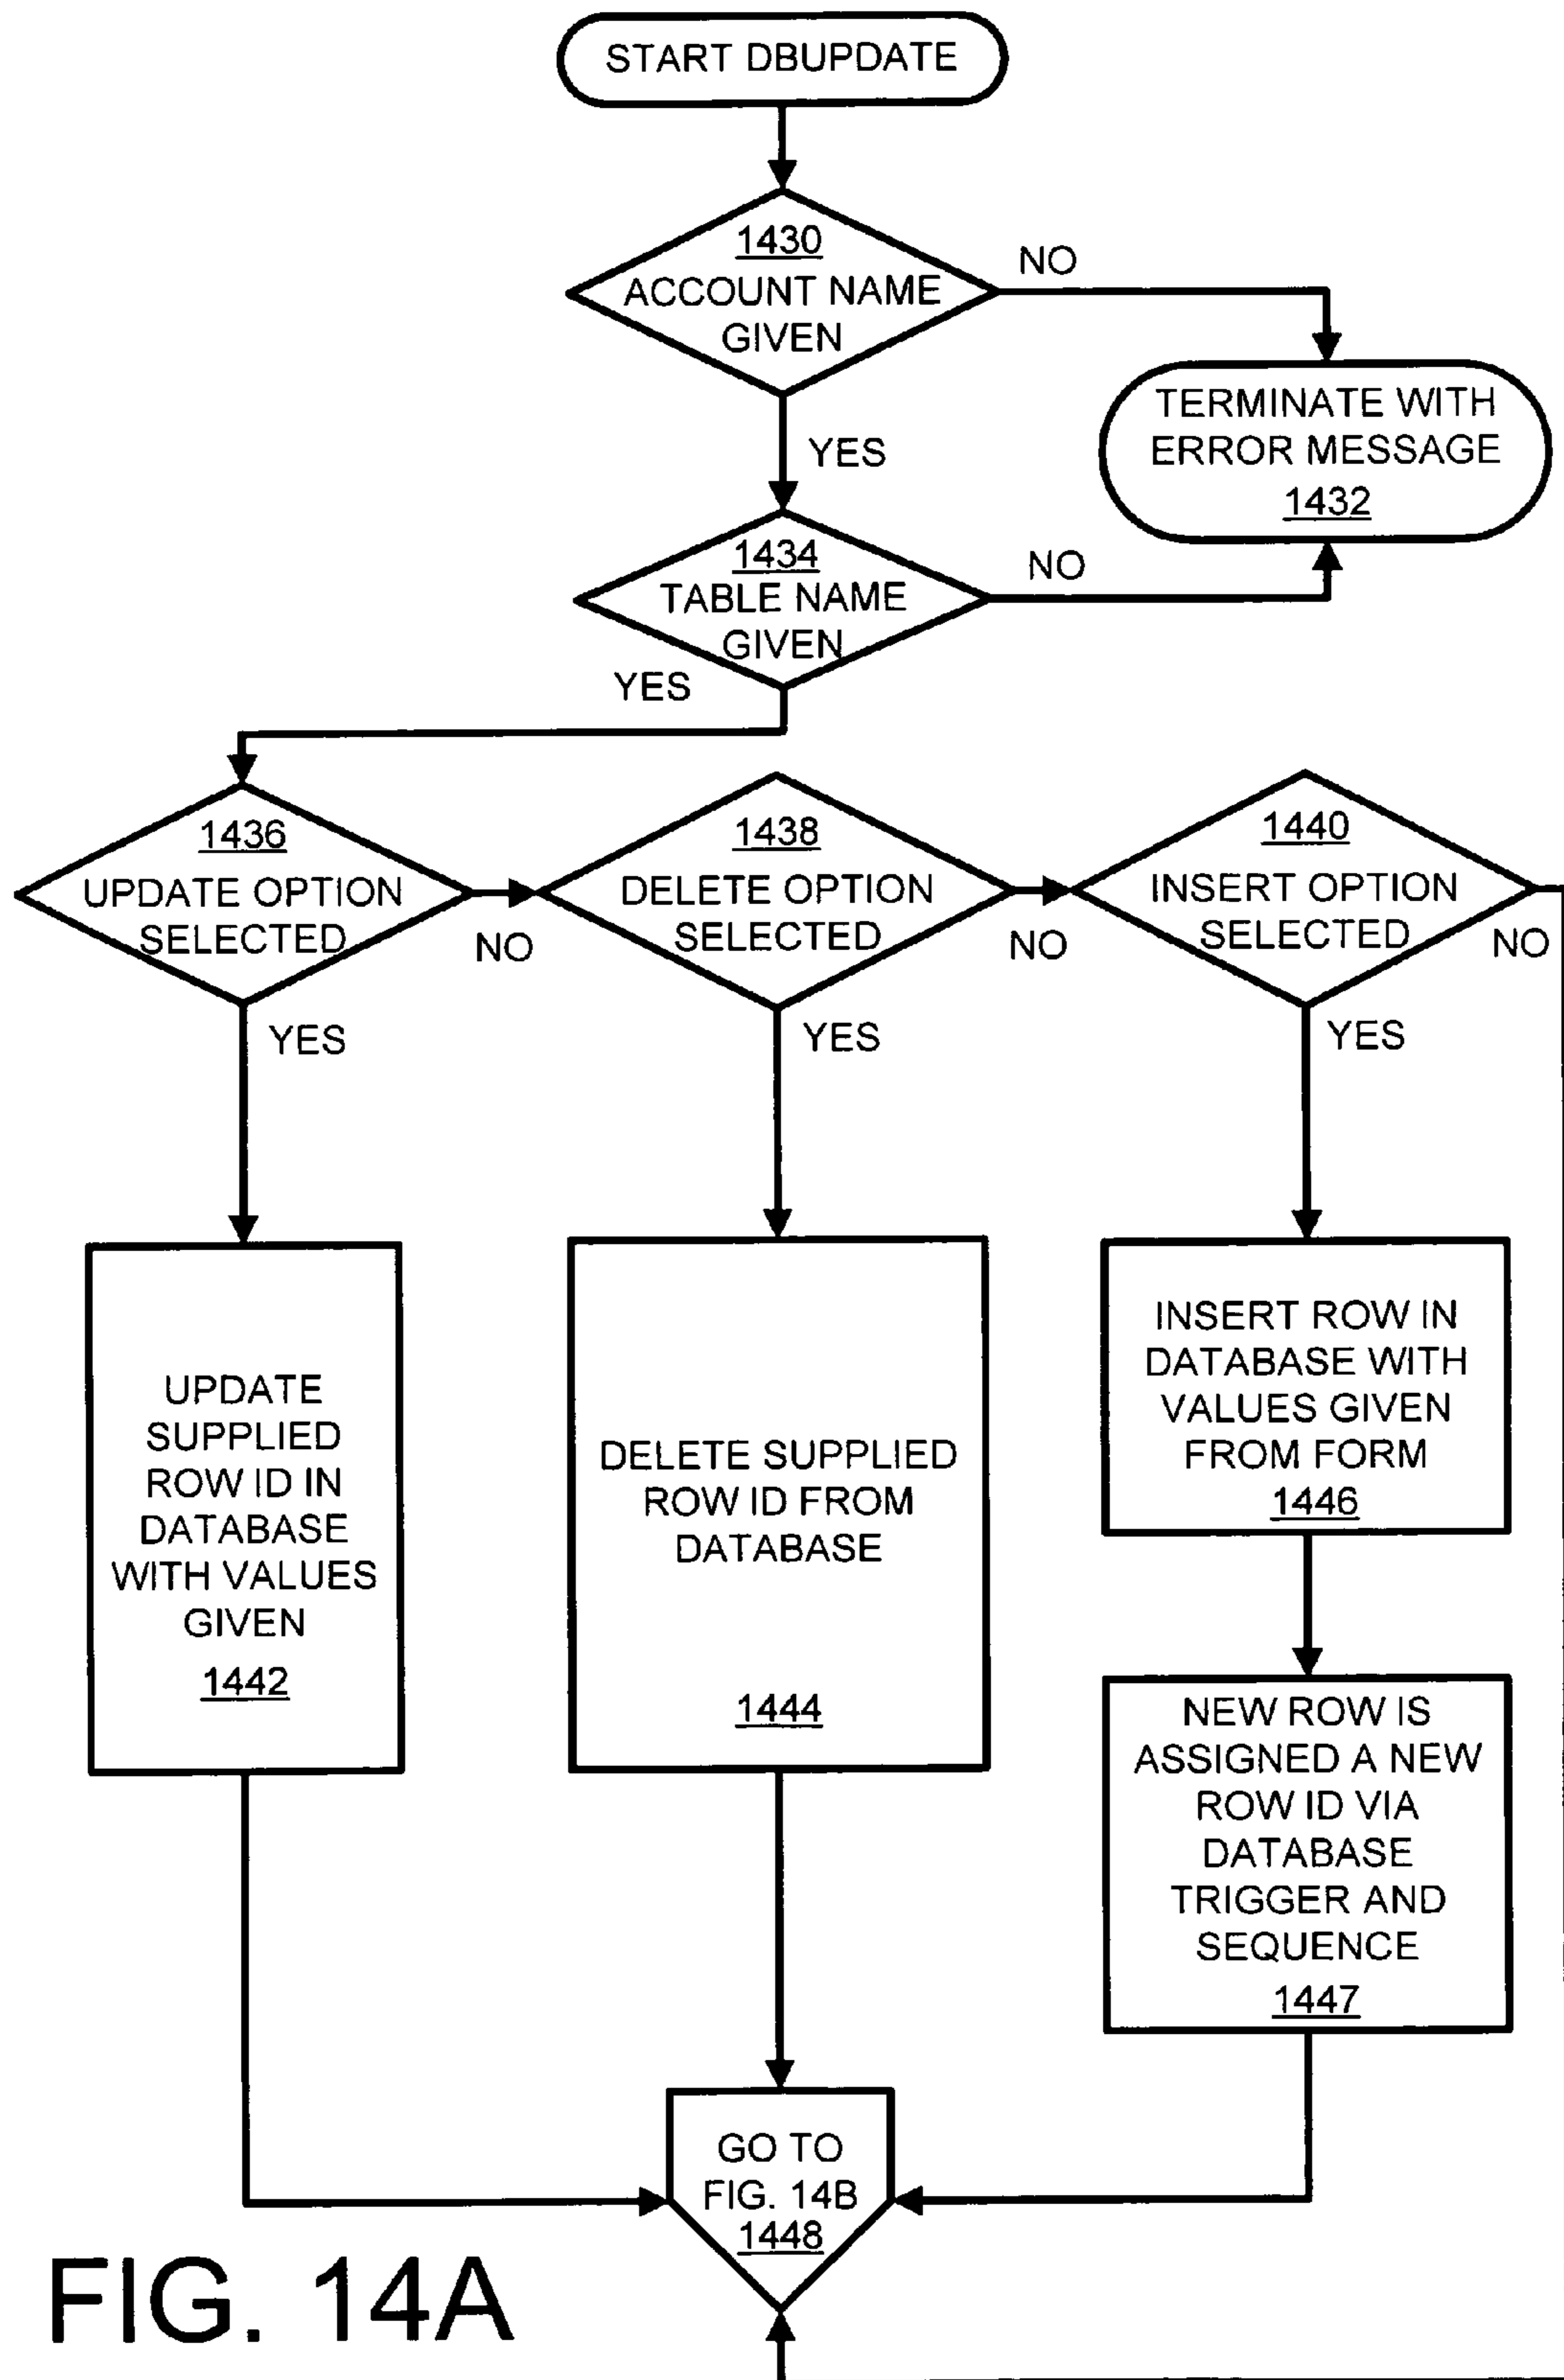 START DBUPDATE
1430
ACCOUNT NAME
GIVEN
NO
YES
TERMINATE WITH
ERROR MESSAGE
1432
1434
TABLE NAME
GIVEN
NO
YES
1436
UPDATE OPTION
SELECTED
NO
YES
1438
DELETE OPTION
SELECTED
NO
YES
1440
INSERT OPTION
SELECTED
NO
YES
UPDATE
SUPPLIED
ROW ID IN
DATABASE
WITH VALUES
GIVEN
1442
DELETE SUPPLIED
ROW ID FROM
DATABASE
1444
INSERT ROW IN
DATABASE WITH
VALUES GIVEN
FROM FORM
1446
NEW ROW IS
ASSIGNED A NEW
ROW ID VIA
DATABASE
TRIGGER AND
SEQUENCE
1447
GO TO
FIG. 14B
1448
FIG. 14A